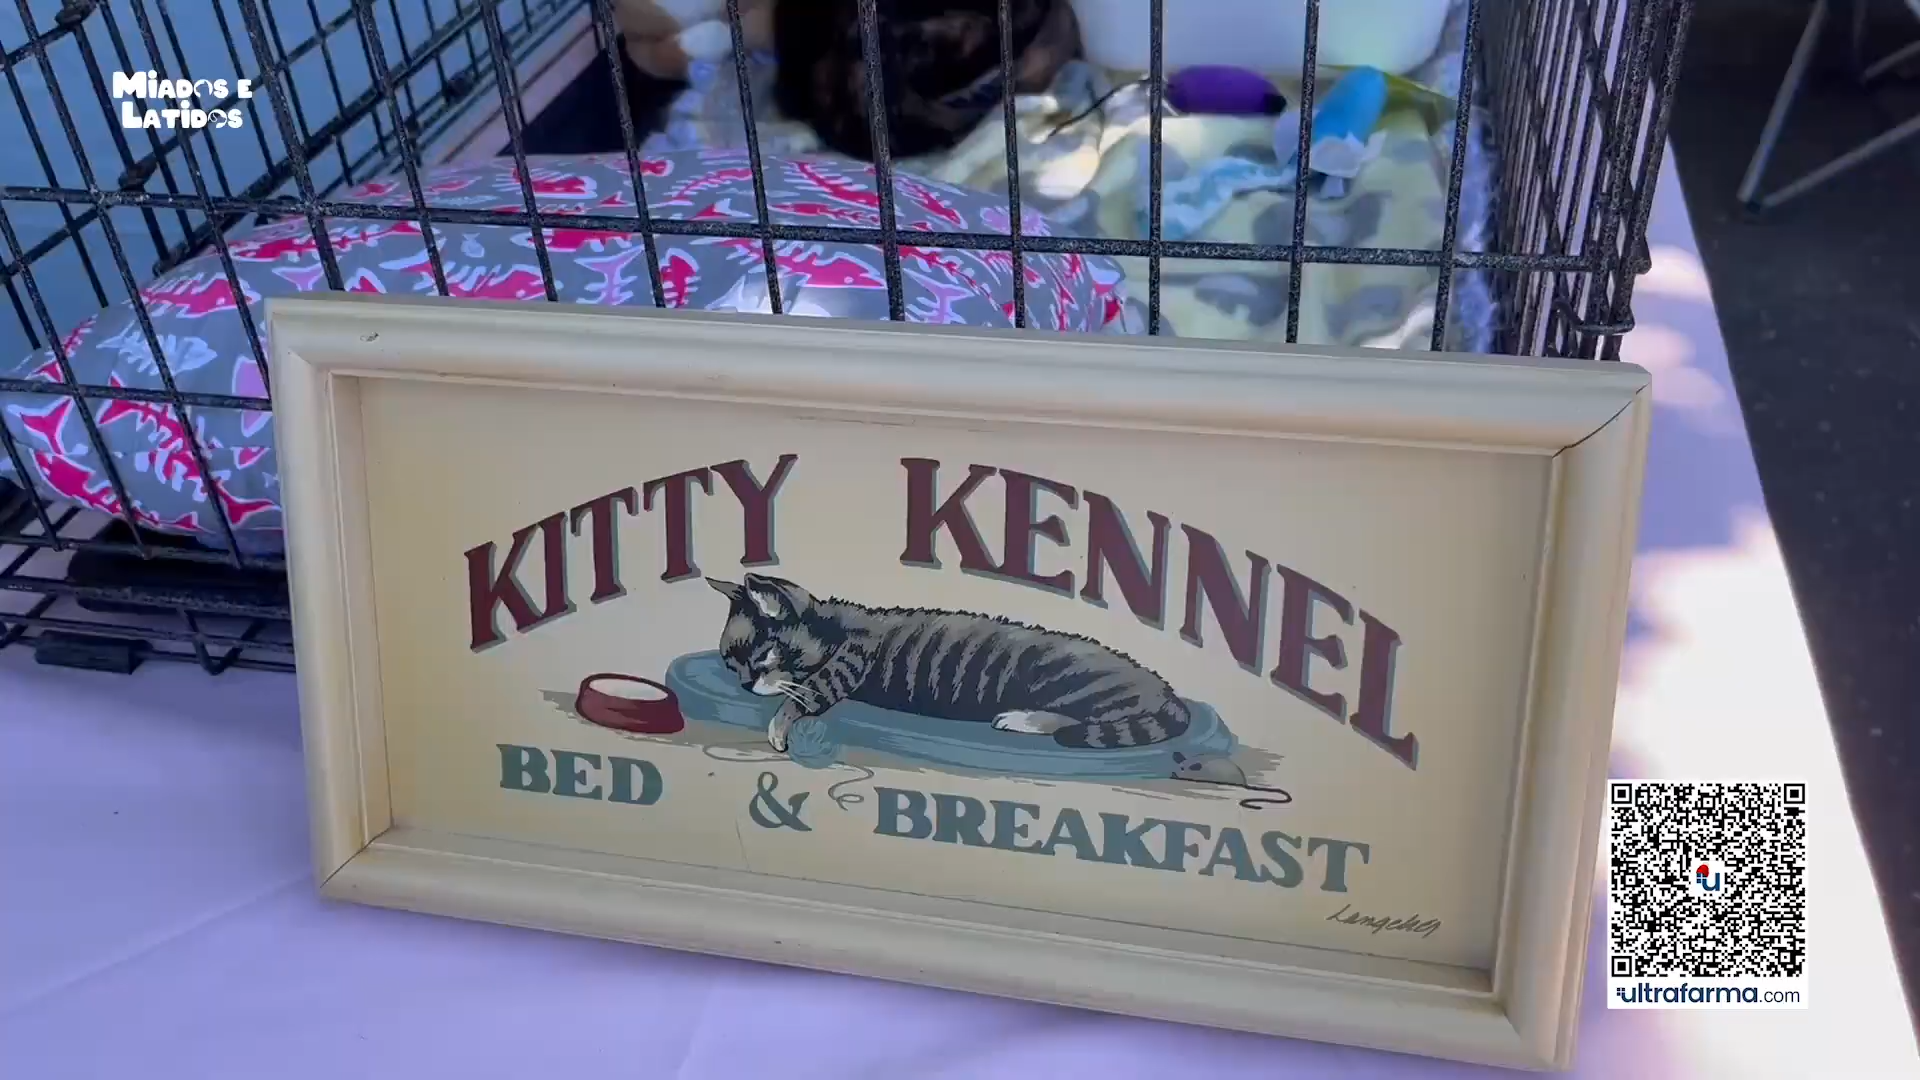 MIADOS E
LATIDOS
KITTY KENNEL
BED & BREAKFAST
ultrafarma.com